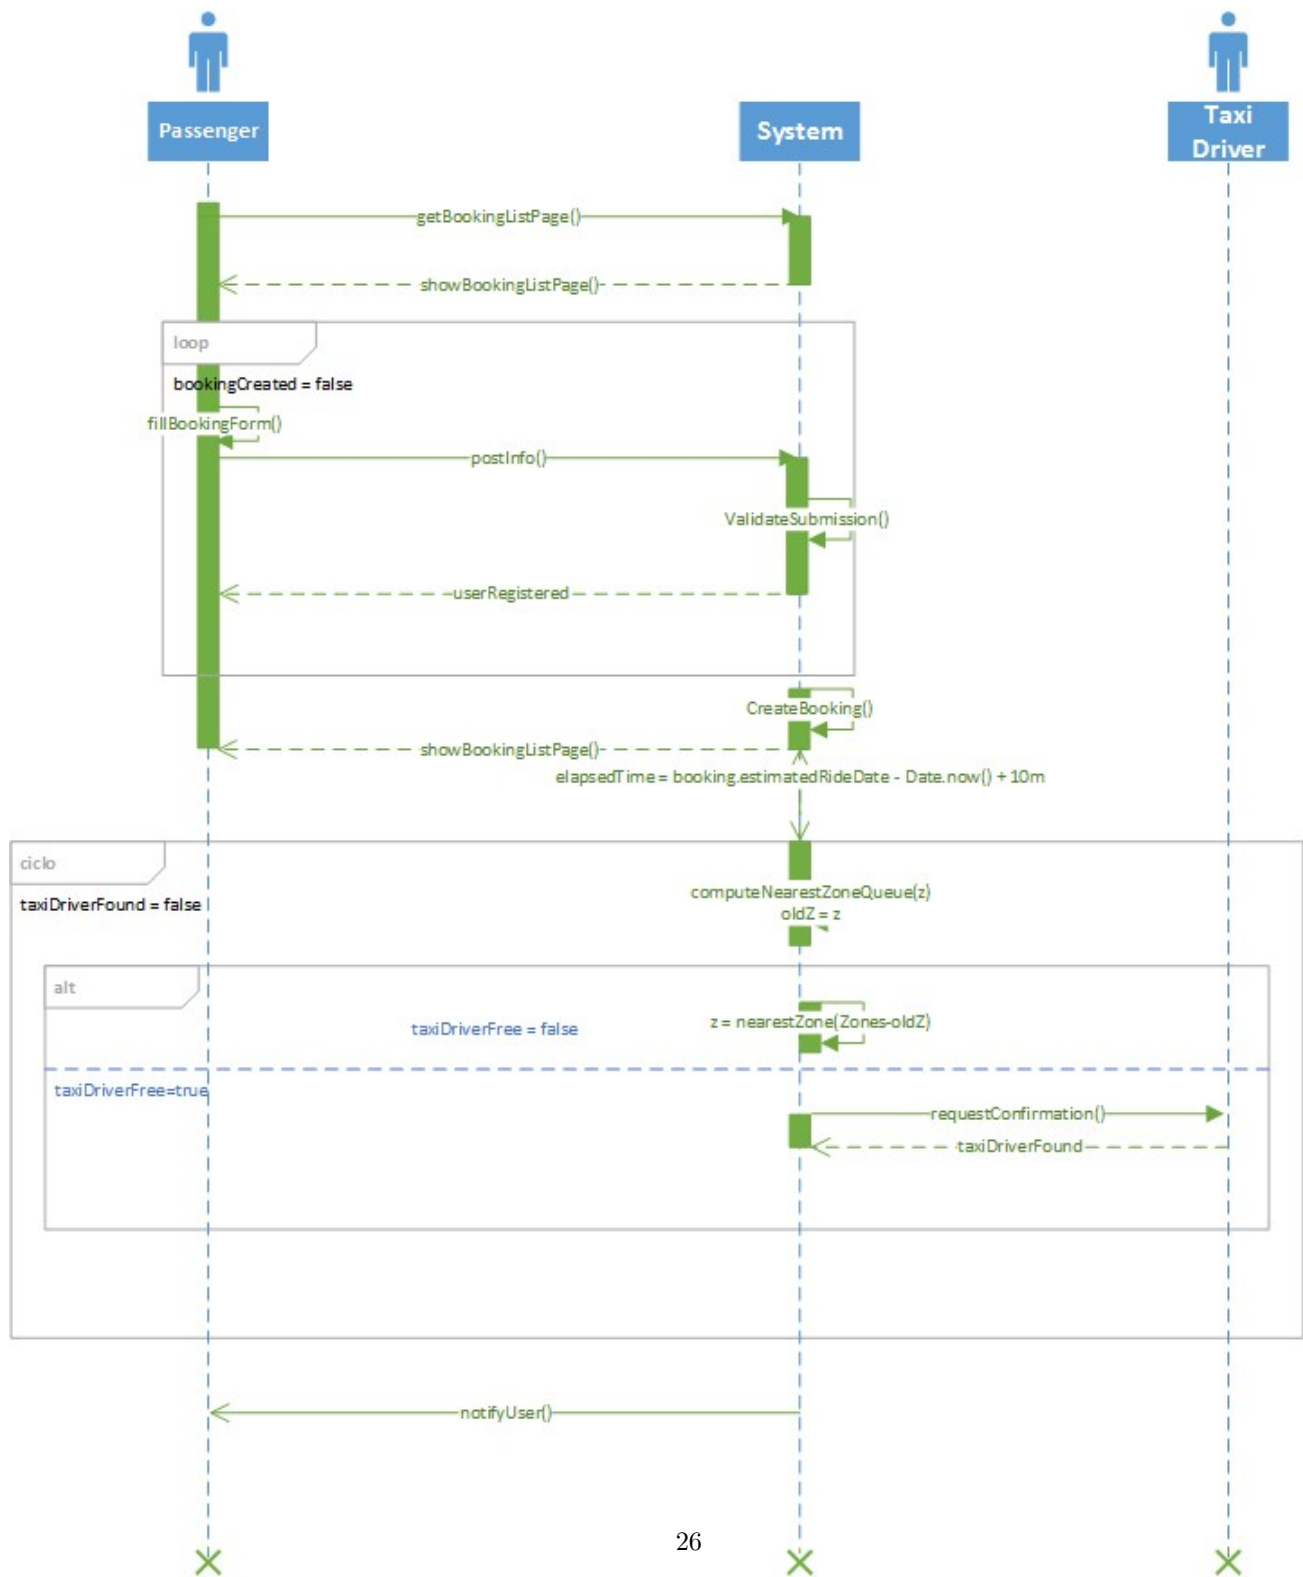 Passenger
System
Taxi
Driver
getBookingListPage()
showBookingListPage()
loop
bookingCreated = false
fillBookingForm()
postInfo()
ValidateSubmission()
userRegistered
CreateBooking()
showBookingListPage()
elapsedTime = booking.estimatedRideDate - Date.now() + 10m
ciclo
taxiDriverFound = false
computeNearestZoneQueue(z)
oldZ = z
alt
taxiDriverFree = false
z = nearestZone(Zones-oldZ)
taxiDriverFree=true
requestConfirmation()
taxiDriverFound
notifyUser()
26